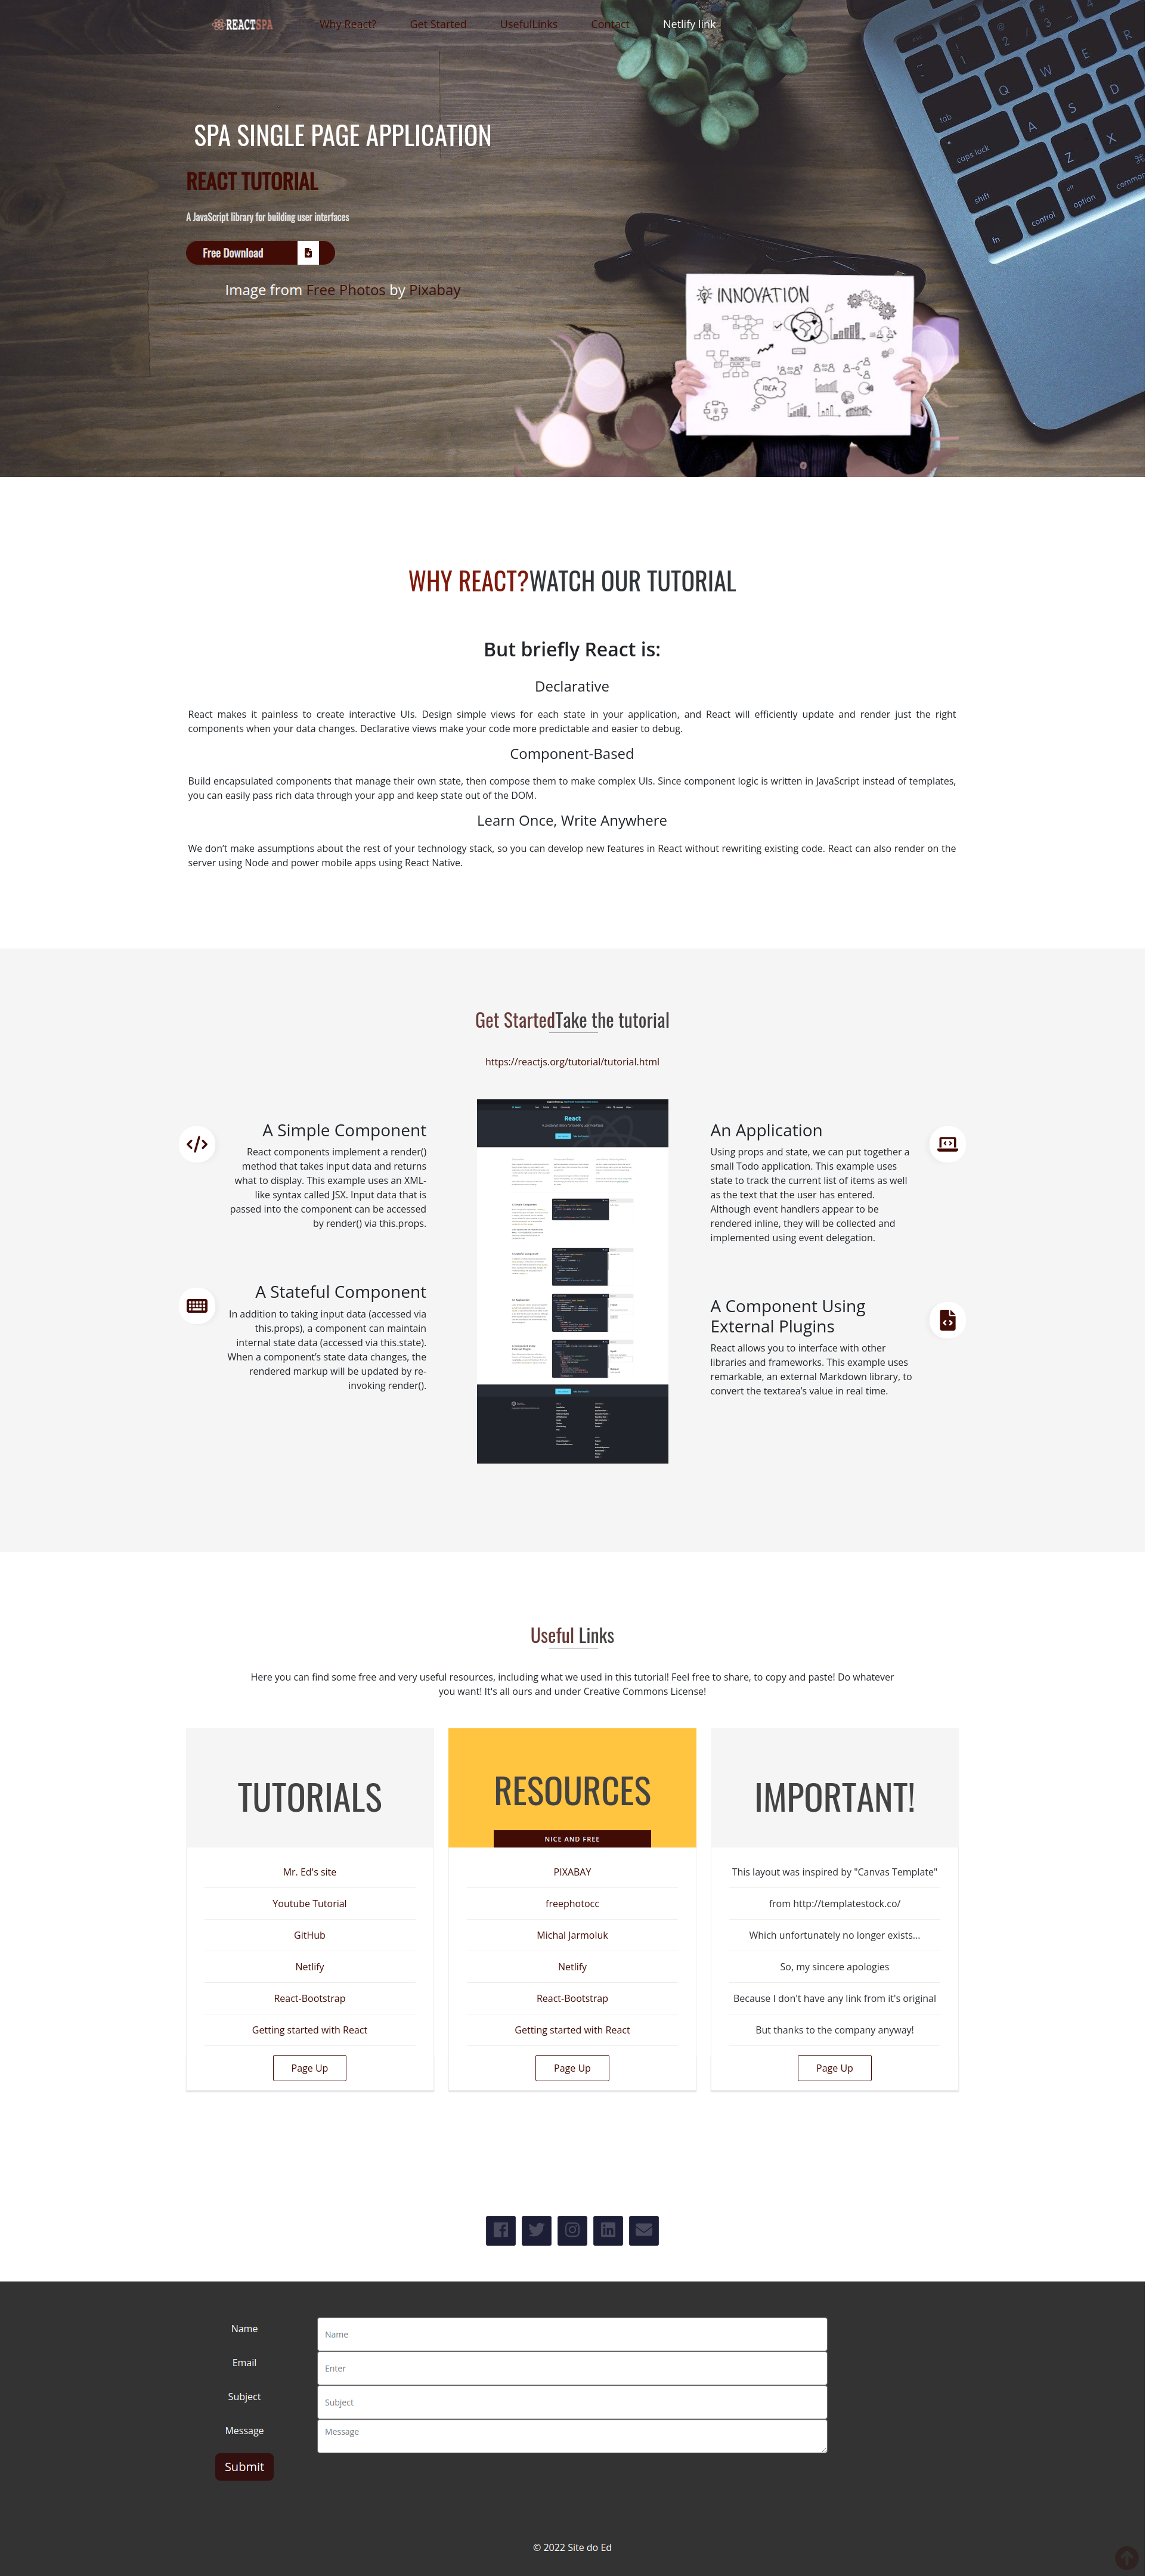 REACTSPA Why React? Get Started UsefulLinks Contact Netlify link
SPA SINGLE PAGE APPLICATION
REACT TUTORIAL
A JavaScript library for building user interfaces
Free Download
Image from Free Photos by Pixabay
INNOVATION
IDEA
tab Q W E R
caps lock A S D
shift Z X
fn control option command
alt
WHY REACT?WATCH OUR TUTORIAL
But briefly React is:
Declarative
React makes it painless to create interactive UIs. Design simple views for each state in your application, and React will efficiently update and render just the right
components when your data changes. Declarative views make your code more predictable and easier to debug.
Component-Based
Build encapsulated components that manage their own state, then compose them to make complex UIs. Since component logic is written in JavaScript instead of templates,
you can easily pass rich data through your app and keep state out of the DOM.
Learn Once, Write Anywhere
We don’t make assumptions about the rest of your technology stack, so you can develop new features in React without rewriting existing code. React can also render on the
server using Node and power mobile apps using React Native.
Get StartedTake the tutorial
https://reactjs.org/tutorial/tutorial.html
A Simple Component
React components implement a render()
method that takes input data and returns
what to display. This example uses an XML-
like syntax called JSX. Input data that is
passed into the component can be accessed
by render() via this.props.
A Stateful Component
In addition to taking input data (accessed via
this.props), a component can maintain
internal state data (accessed via this.state).
When a component’s state data changes, the
rendered markup will be updated by re-
invoking render().
React
An Application
Using props and state, we can put together a
small Todo application. This example uses
state to track the current list of items as well
as the text that the user has entered.
Although event handlers appear to be
rendered inline, they will be collected and
implemented using event delegation.
A Component Using
External Plugins
React allows you to interface with other
libraries and frameworks. This example uses
remarkable, an external Markdown library, to
convert the textarea’s value in real time.
Useful Links
Here you can find some free and very useful resources, including what we used in this tutorial! Feel free to share, to copy and paste! Do whatever
you want! It's all ours and under Creative Commons License!
TUTORIALS
Mr. Ed's site
Youtube Tutorial
GitHub
Netlify
React-Bootstrap
Getting started with React
Page Up
RESOURCES
NICE AND FREE
PIXABAY
freephotocc
Michal Jarmoluk
Netlify
React-Bootstrap
Getting started with React
Page Up
IMPORTANT!
This layout was inspired by "Canvas Template"
from http://templatestock.co/
Which unfortunately no longer exists...
So, my sincere apologies
Because I don't have any link from it's original
But thanks to the company anyway!
Page Up
Name Name
Email Enter
Subject Subject
Message Message
Submit
© 2022 Site do Ed